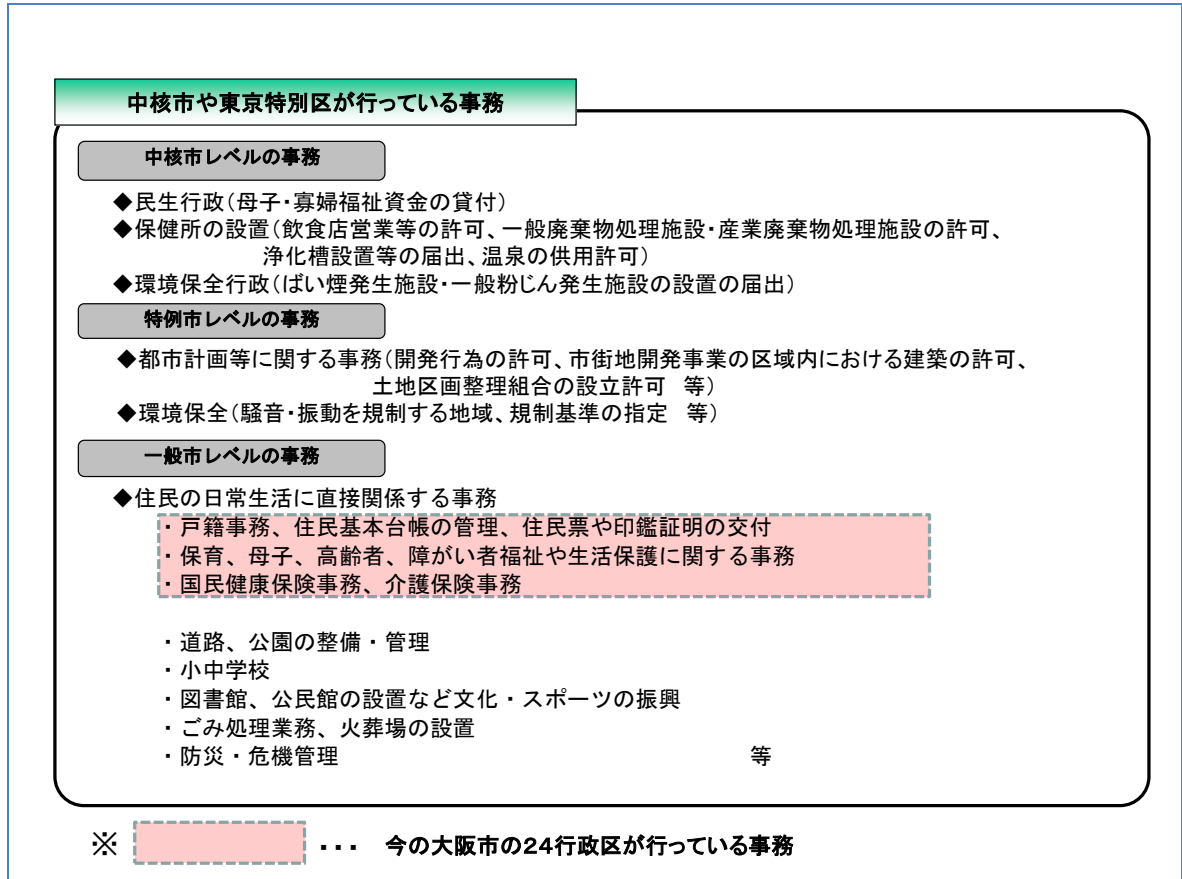 中核市や東京特別区が行っている事務
中核市レベルの事務
◆民生行政(母子・寡婦福祉資金の貸付)
◆保健所の設置(飲食店営業等の許可、一般廃棄物処理施設・産業廃棄物処理施設の許可、
浄化槽設置等の届出、温泉の供用許可)
◆環境保全行政(ばい煙発生施設・一般粉じん発生施設の設置の届出)
特例市レベルの事務
◆都市計画等に関する事務(開発行為の許可、市街地開発事業の区域内における建築の許可、
土地区画整理組合の設立許可 等)
◆環境保全(騒音・振動を規制する地域、規制基準の指定 等)
一般市レベルの事務
◆住民の日常生活に直接関係する事務
・戸籍事務、住民基本台帳の管理、住民票や印鑑証明の交付
・保育、母子、高齢者、障がい者福祉や生活保護に関する事務
・国民健康保険事務、介護保険事務
・道路、公園の整備・管理
・小中学校
・図書館、公民館の設置など文化・スポーツの振興
・ごみ処理業務、火葬場の設置
・防災・危機管理 等
※ ・・・ 今の大阪市の24行政区が行っている事務